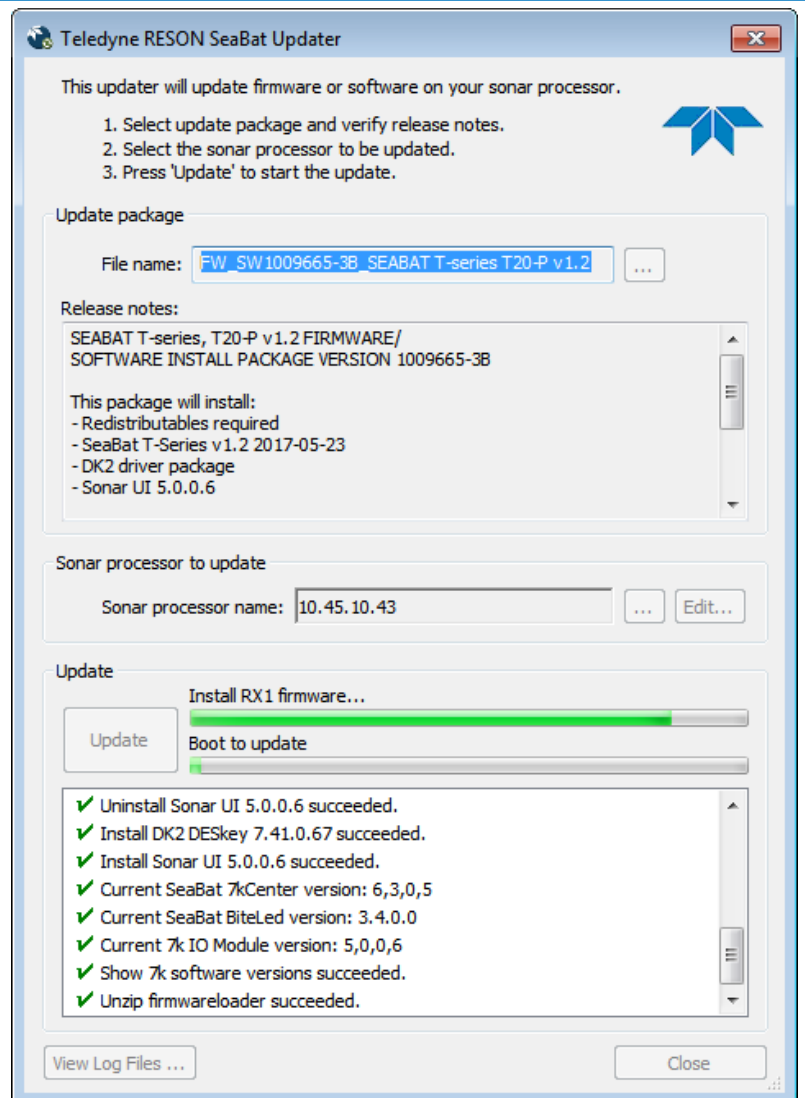 Teledyne RESON SeaBat Updater
This updater will update firmware or software on your sonar processor.
1. Select update package and verify release notes.
2. Select the sonar processor to be updated.
3. Press 'Update' to start the update.
Update package
File name: FW_SW1009665-3B_SEABAT T-series T20-P v1.2 ...
Release notes:
SEABAT T-series, T20-P v1.2 FIRMWARE/
SOFTWARE INSTALL PACKAGE VERSION 1009665-3B
This package will install:
- Redistributables required
- SeaBat T-Series v1.2 2017-05-23
- DK2 driver package
- Sonar UI 5.0.0.6
Sonar processor to update
Sonar processor name: 10.45.10.43 ... Edit...
Update
Install RX1 firmware...
Update
Boot to update
Uninstall Sonar UI 5.0.0.6 succeeded.
Install DK2 DESkey 7.41.0.67 succeeded.
Install Sonar UI 5.0.0.6 succeeded.
Current SeaBat 7kCenter version: 6,3,0,5
Current SeaBat BiteLed version: 3.4.0.0
Current 7k IO Module version: 5,0,0,6
Show 7k software versions succeeded.
Unzip firmwareloader succeeded.
View Log Files ... Close